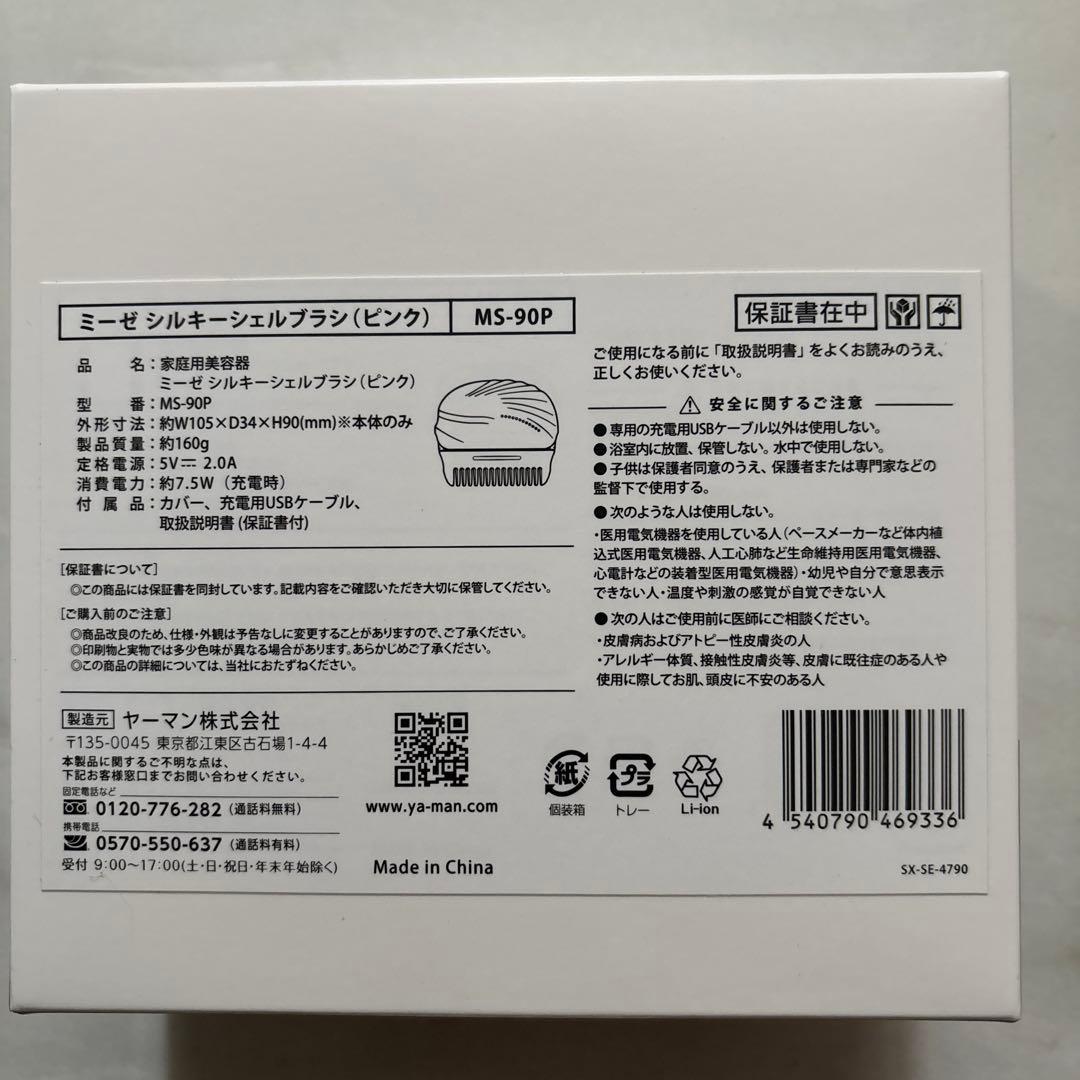 ミーゼ シルキーシェルブラシ（ピンク） MS-90P
品名：家庭用美容器
ミーゼ シルキーシェルブラシ（ピンク）
型番：MS-90P
外形寸法：約W105×D34×H90(mm)※本体のみ
製品質量：約160g
定格電源：5V⎓2.0A
消費電力：約7.5W（充電時）
付属品：カバー、充電用USBケーブル、
取扱説明書(保証書付)
[保証書について]
◎この商品には保証書を同封しています。記載内容をご確認いただき大切に保管してください。
[ご購入前のご注意]
◎商品改良のため、仕様・外観は予告なしに変更することがありますので、ご了承ください。
◎印刷物と実物では多少色味が異なる場合があります。あらかじめご了承ください。
◎この商品の詳細については、当社におたずねください。
製造元 ヤーマン株式会社
〒135-0045 東京都江東区古石場1-4-4
本製品に関するご不明な点は、
下記お客様窓口までお問い合わせください。
固定電話など
0120-776-282（通話料無料）
携帯電話
0570-550-637（通話料有料）
受付 9:00〜17:00(土・日・祝日・年末年始除く)
www.ya-man.com
Made in China
保証書在中
ご使用になる前に「取扱説明書」をよくお読みのうえ、
正しくお使いください。
安全に関するご注意
●専用の充電用USBケーブル以外は使用しない。
●浴室内に放置、保管しない。水中で使用しない。
●子供は保護者同意のうえ、保護者または専門家などの
監督下で使用する。
●次のような人は使用しない。
・医用電気機器を使用している人（ペースメーカーなど体内植
込式医用電気機器、人工心肺など生命維持用医用電気機器、
心電計などの装着型医用電気機器）・幼児や自分で意思表示
できない人・温度や刺激の感覚が自覚できない人
●次の人はご使用前に医師にご相談ください。
・皮膚病およびアトピー性皮膚炎の人
・アレルギー体質、接触性皮膚炎等、皮膚に既往症のある人や
使用に際してお肌、頭皮に不安のある人
紙
個装箱
プラ
トレー
Li-ion
4 540790 469336
SX-SE-4790